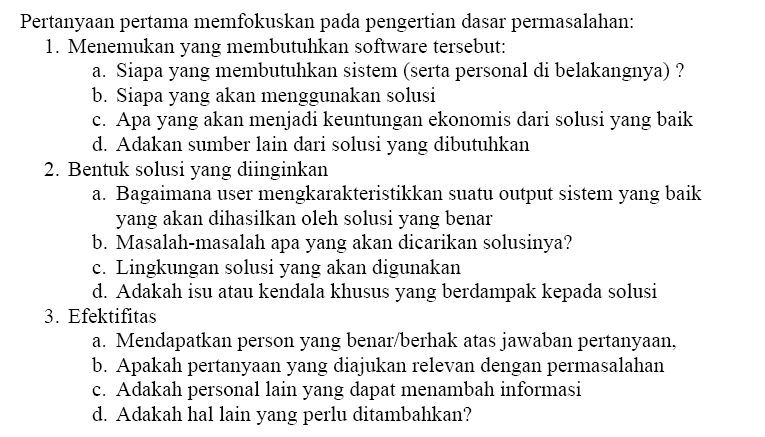 Pertanyaan pertama memfokuskan pada pengertian dasar permasalahan:
1. Menemukan yang membutuhkan software tersebut:
a. Siapa yang membutuhkan sistem (serta personal di belakangnya) ?
b. Siapa yang akan menggunakan solusi
c. Apa yang akan menjadi keuntungan ekonomis dari solusi yang baik
d. Adakan sumber lain dari solusi yang dibutuhkan
2. Bentuk solusi yang diinginkan
a. Bagaimana user mengkarakteristikkan suatu output sistem yang baik
yang akan dihasilkan oleh solusi yang benar
b. Masalah-masalah apa yang akan dicarikan solusinya?
c. Lingkungan solusi yang akan digunakan
d. Adakah isu atau kendala khusus yang berdampak kepada solusi
3. Efektifitas
a. Mendapatkan person yang benar/berhak atas jawaban pertanyaan,
b. Apakah pertanyaan yang diajukan relevan dengan permasalahan
c. Adakah personal lain yang dapat menambah informasi
d. Adakah hal lain yang perlu ditambahkan?